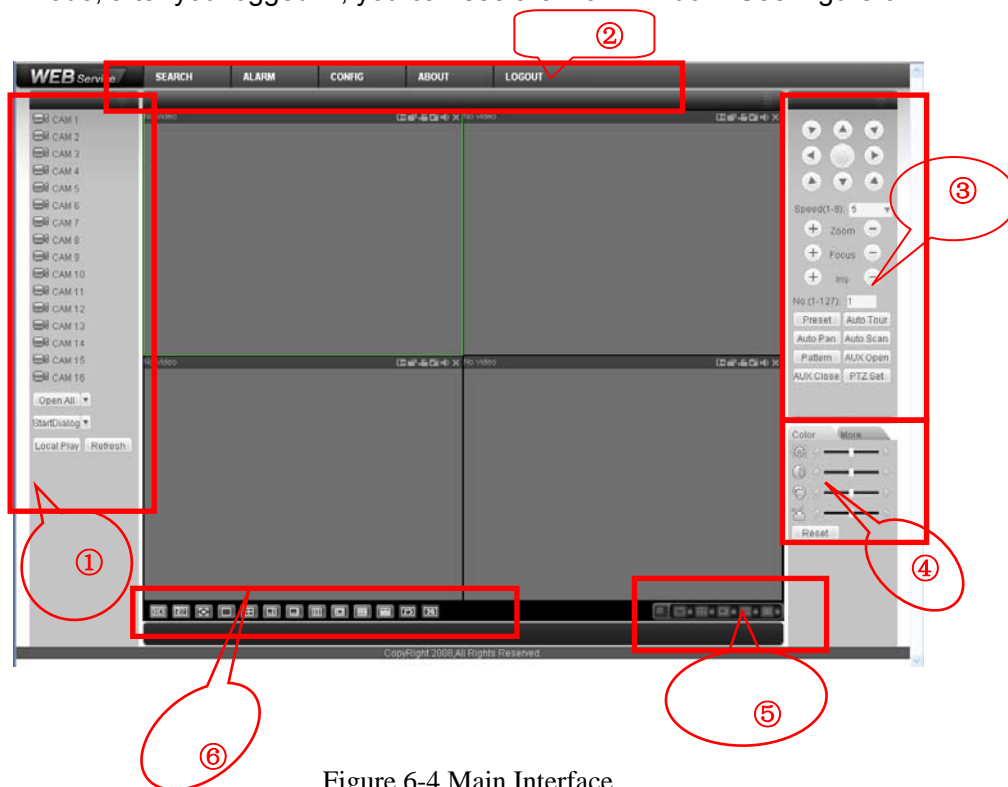 ②
WEB Service SEARCH ALARM CONFIG ABOUT LOGOUT
CAM 1
CAM 2
CAM 3
CAM 4
CAM 5
CAM 6
CAM 7
CAM 8
CAM 9
CAM 10
CAM 11
CAM 12
CAM 13
CAM 14
CAM 15
CAM 16
Open All
StartDialog
Local Play Refresh
①
No video
No video
No video
No video
Speed(1-8): 5
Zoom
Focus
Iris
No.(1-127): 1
Preset Auto Tour
Auto Pan Auto Scan
Pattern AUX Open
AUX Close PTZ Set
③
Color More
Reset
④
CopyRight 2008,All Rights Reserved.
⑤
⑥
Figure 6-4 Main Interface